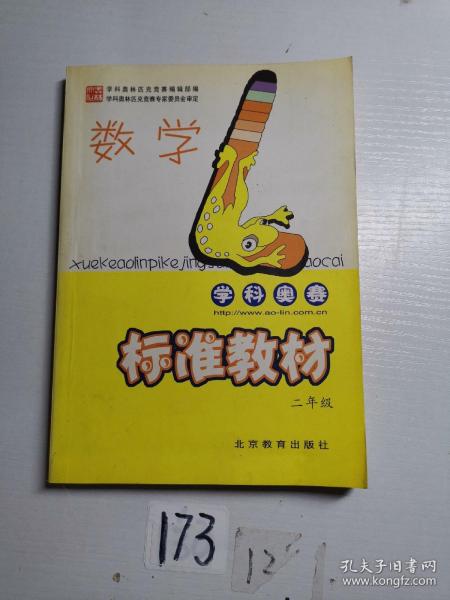 学科奥林匹克竞赛编辑部编
学科奥林匹克竞赛专家委员会审定
数学
xuekeaolinpikejing
aocai
学科奥赛
http://www.ao-lin.com.cn
标准教材
二年级
北京教育出版社
173
孔夫子旧书网
www.kongfz.com